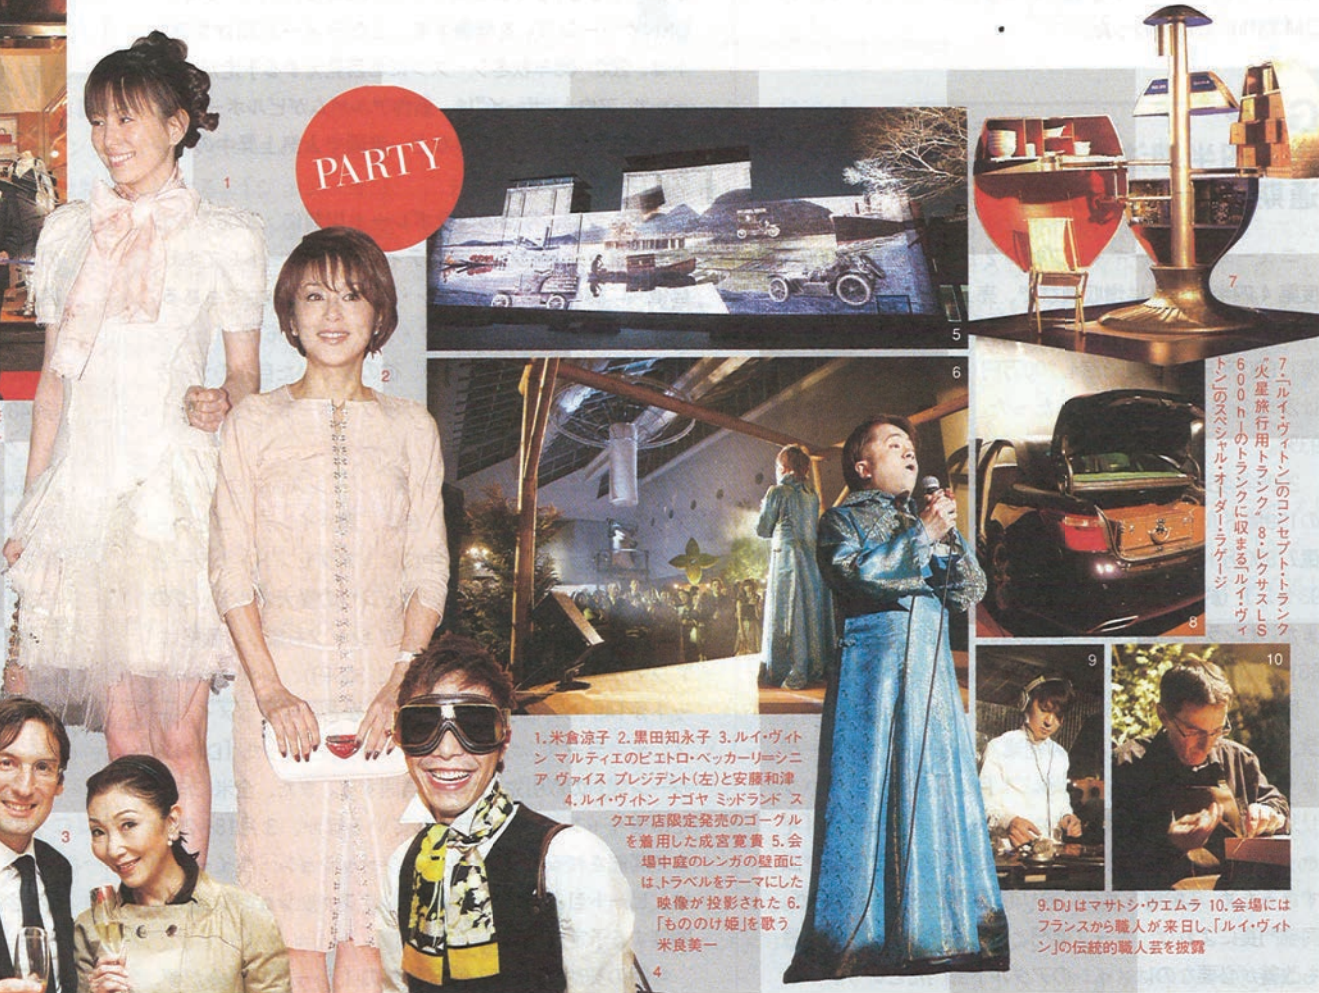 PARTY
1
2
3
4
5
6
7
8
9
10
1.米倉涼子 2.黒田知永子 3.ルイ・ヴィト
ン マルティエのピエトロ・ベッカーリ=シニ
ア ヴァイス プレジデント(左)と安藤和津
4.ルイ・ヴィトン ナゴヤ ミッドランド ス
クエア店限定発売のゴーグル
を着用した成宮寛貴 5.会
場中庭のレンガの壁面に
は、トラベルをテーマにした
映像が投影された 6.
「もののけ姫」を歌う
米良美一
7.「ルイ・ヴィトン」のコンセプト・トランク
“火星旅行用トランク” 8.レクサスLS
600hlのトランクに収まる「ルイ・ヴィ
トン」のスペシャル・オーダー・ラゲージ
9.DJはマサトシ・ウエムラ 10.会場には
フランスから職人が来日し、「ルイ・ヴィト
ン」の伝統的職人芸を披露